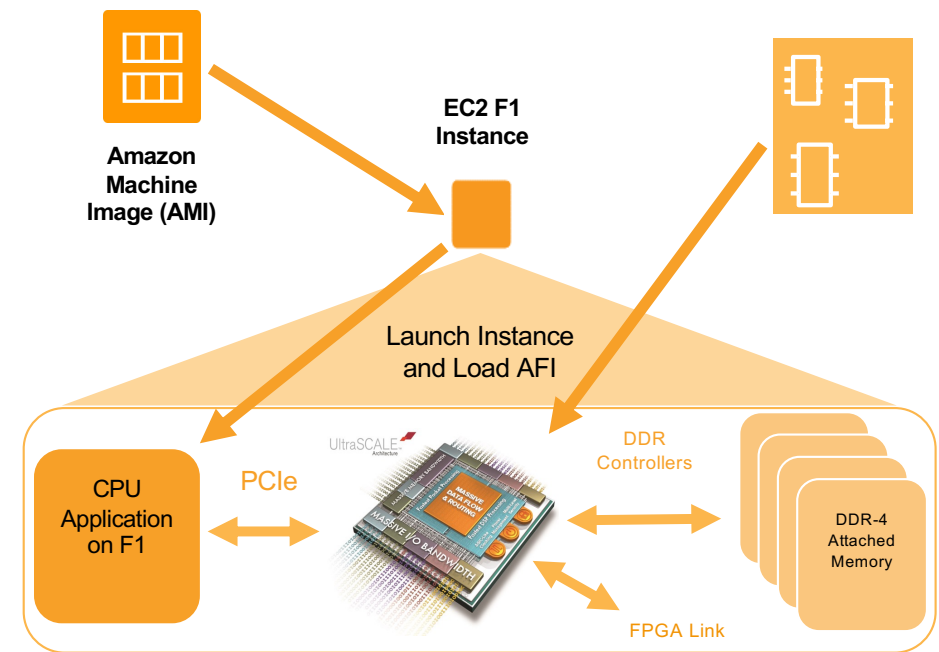 EC2 F1
Instance
Amazon
Machine
Image (AMI)
Launch Instance
and Load AFI
UltraSCALE
Architecture
DDR
Controllers
CPU
Application
on F1
PCIe
MASSIVE
DATA FLOW
& ROUTING
MASSIVE I/O BANDWIDTH
DDR-4
Attached
Memory
FPGA Link